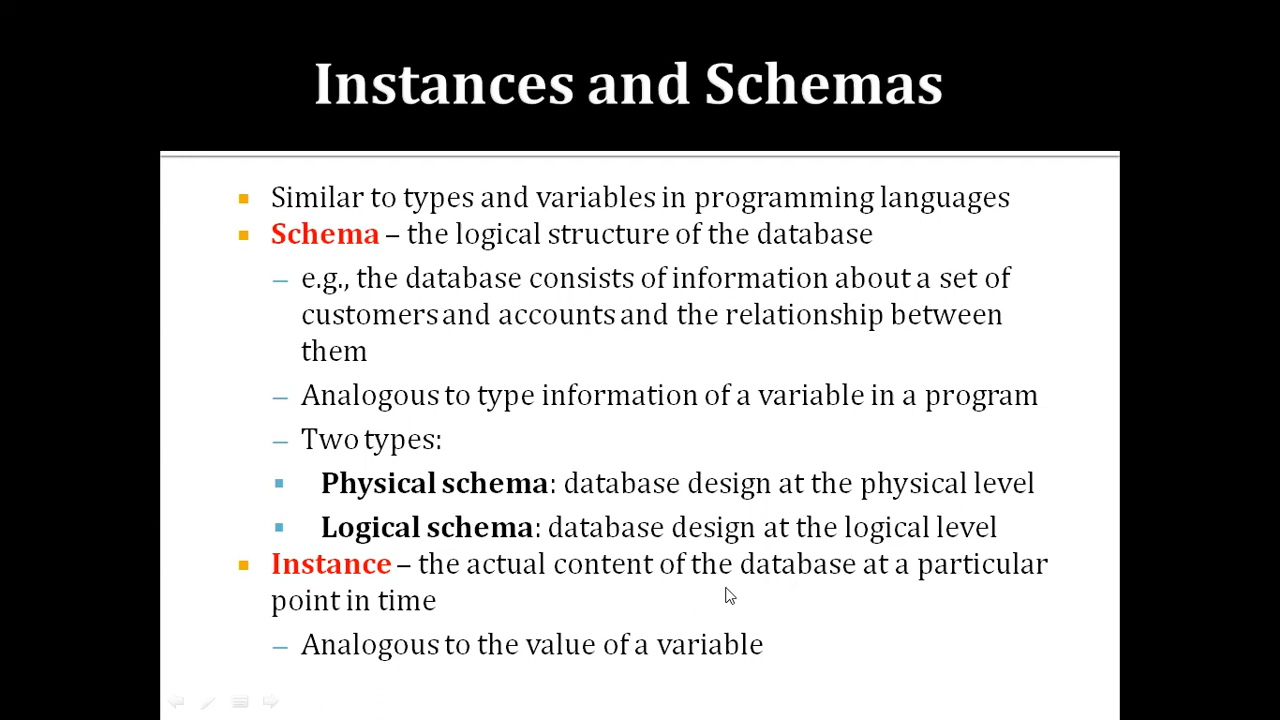 Instances and Schemas
Similar to types and variables in programming languages
Schema – the logical structure of the database
– e.g., the database consists of information about a set of
customers and accounts and the relationship between
them
– Analogous to type information of a variable in a program
– Two types:
Physical schema: database design at the physical level
Logical schema: database design at the logical level
Instance – the actual content of the database at a particular
point in time
– Analogous to the value of a variable